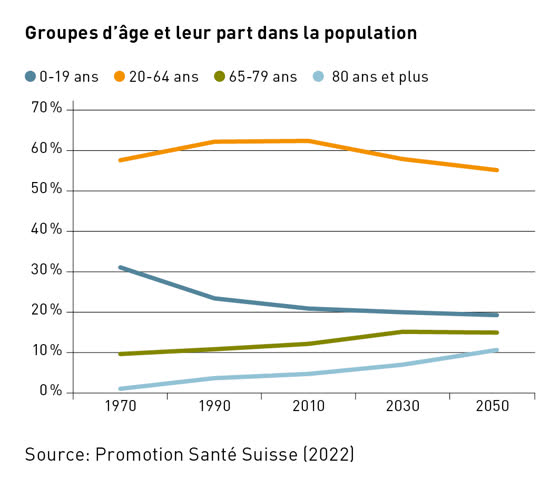 Groupes d’âge et leur part dans la population
0-19 ans 20-64 ans 65-79 ans 80 ans et plus
70 %
60 %
50 %
40 %
30 %
20 %
10 %
0 %
1970 1990 2010 2030 2050
Source: Promotion Santé Suisse (2022)